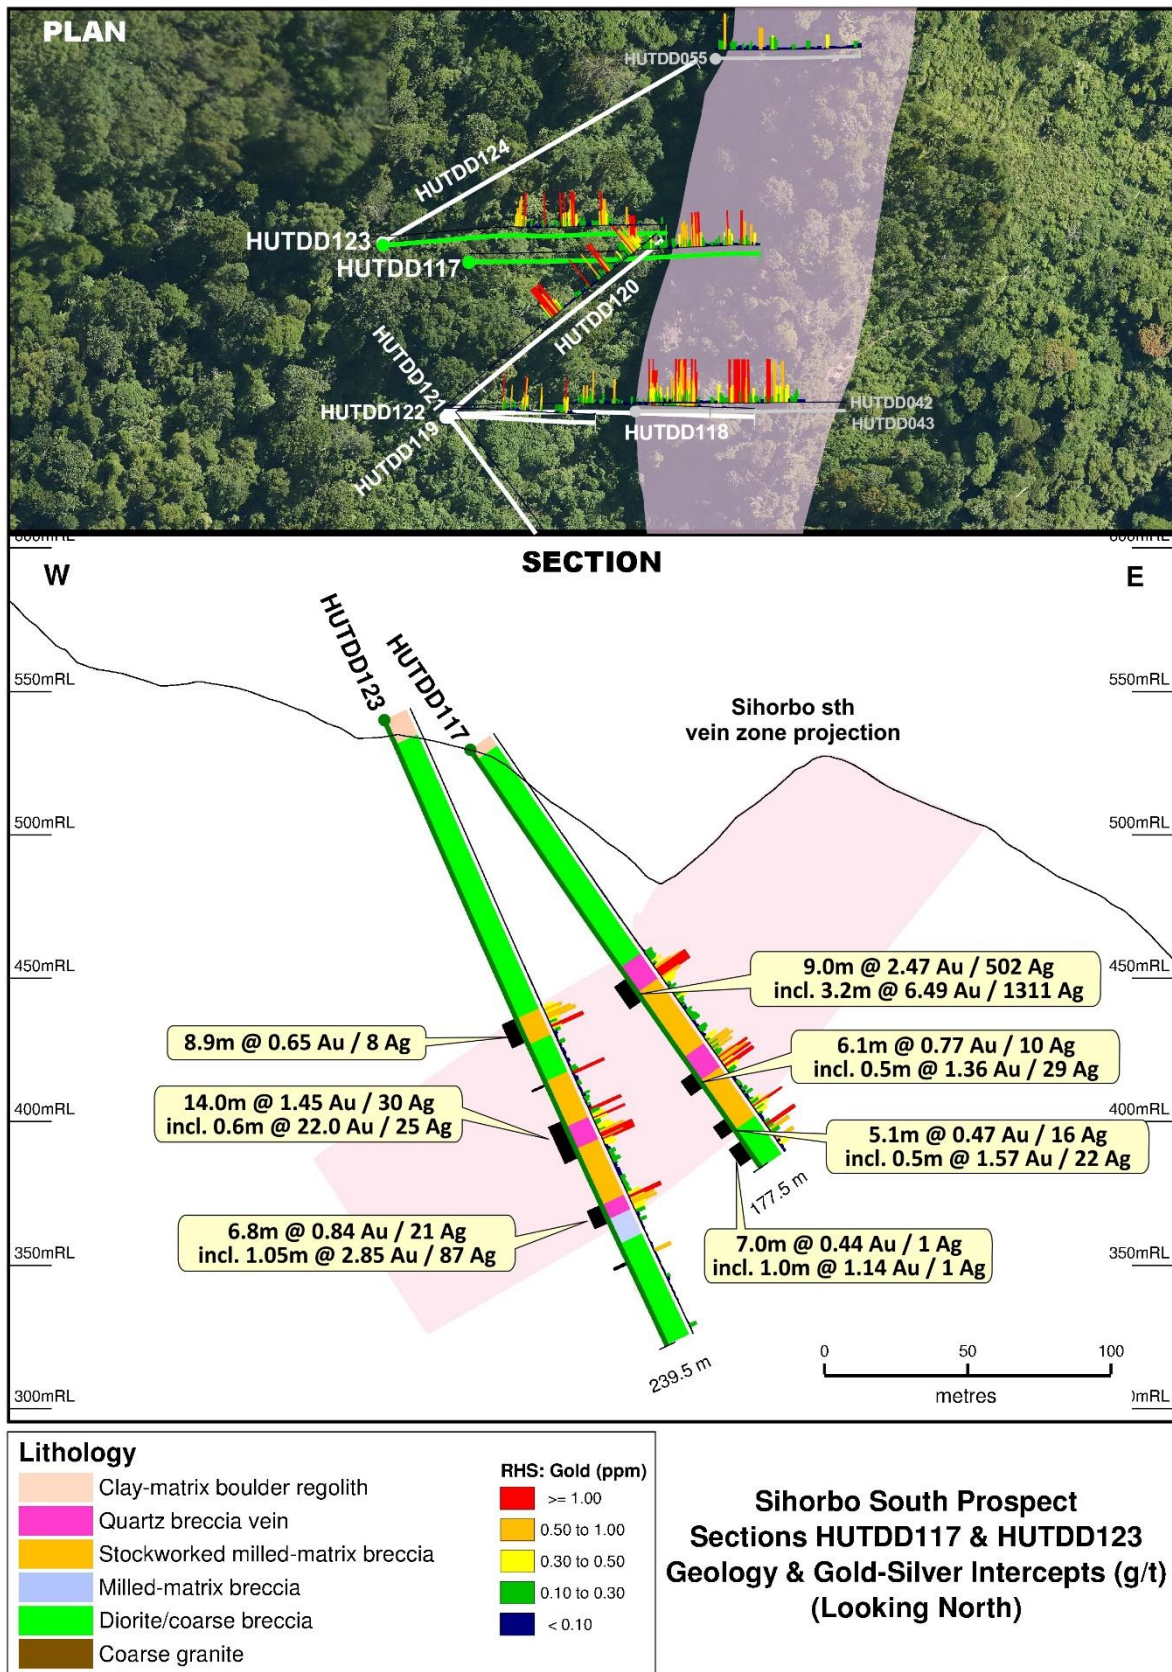 PLAN
HUTDD055
HUTDD124
HUTDD123
HUTDD117
HUTDD120
HUTDD121
HUTDD122
HUTDD119
HUTDD118
HUTDD042
HUTDD043
600mRL
600mRL
SECTION
W
E
HUTDD123
HUTDD117
550mRL
550mRL
Sihorbo sth
vein zone projection
500mRL
500mRL
450mRL
450mRL
9.0m @ 2.47 Au / 502 Ag
incl. 3.2m @ 6.49 Au / 1311 Ag
8.9m @ 0.65 Au / 8 Ag
6.1m @ 0.77 Au / 10 Ag
incl. 0.5m @ 1.36 Au / 29 Ag
400mRL
400mRL
14.0m @ 1.45 Au / 30 Ag
incl. 0.6m @ 22.0 Au / 25 Ag
5.1m @ 0.47 Au / 16 Ag
incl. 0.5m @ 1.57 Au / 22 Ag
177.5 m
6.8m @ 0.84 Au / 21 Ag
incl. 1.05m @ 2.85 Au / 87 Ag
7.0m @ 0.44 Au / 1 Ag
incl. 1.0m @ 1.14 Au / 1 Ag
350mRL
350mRL
239.5 m
0 50 100
metres
300mRL
0mRL
Lithology
Clay-matrix boulder regolith
Quartz breccia vein
Stockworked milled-matrix breccia
Milled-matrix breccia
Diorite/coarse breccia
Coarse granite
RHS: Gold (ppm)
>= 1.00
0.50 to 1.00
0.30 to 0.50
0.10 to 0.30
< 0.10
Sihorbo South Prospect
Sections HUTDD117 & HUTDD123
Geology & Gold-Silver Intercepts (g/t)
(Looking North)